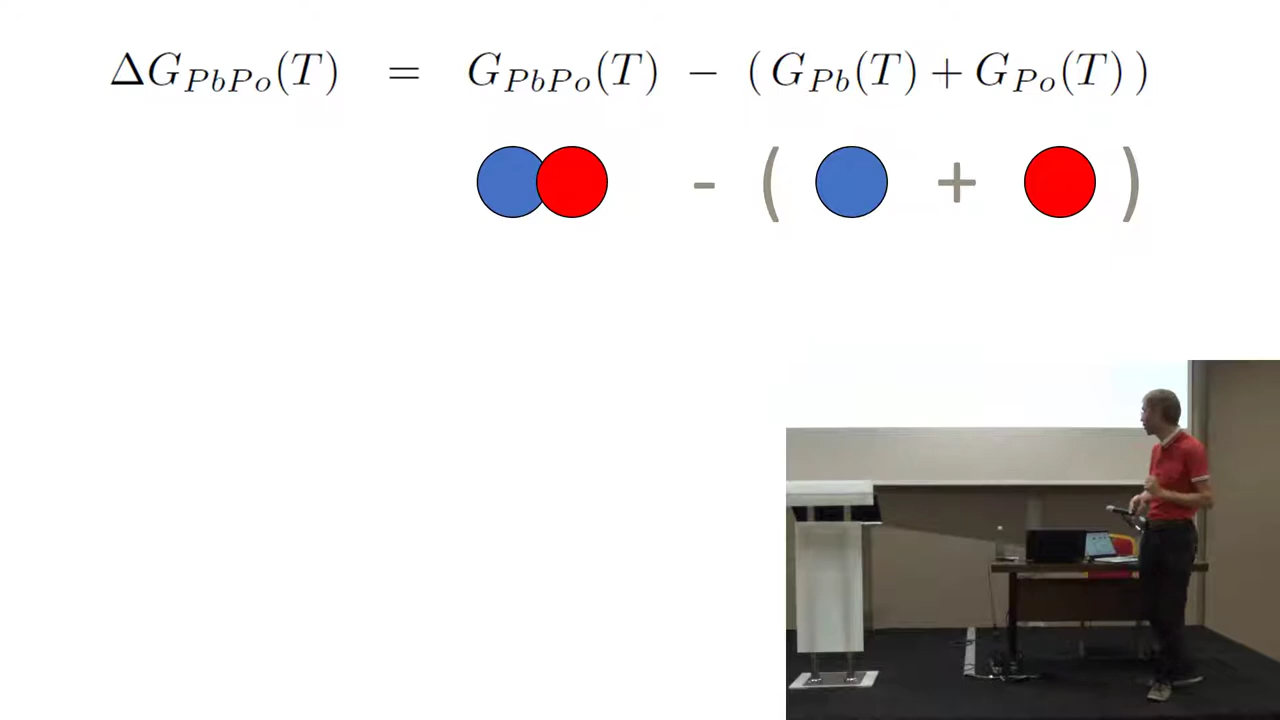 ΔG_{PbPo}(T) = G_{PbPo}(T) − ( G_{Pb}(T) + G_{Po}(T) )
- ( + )